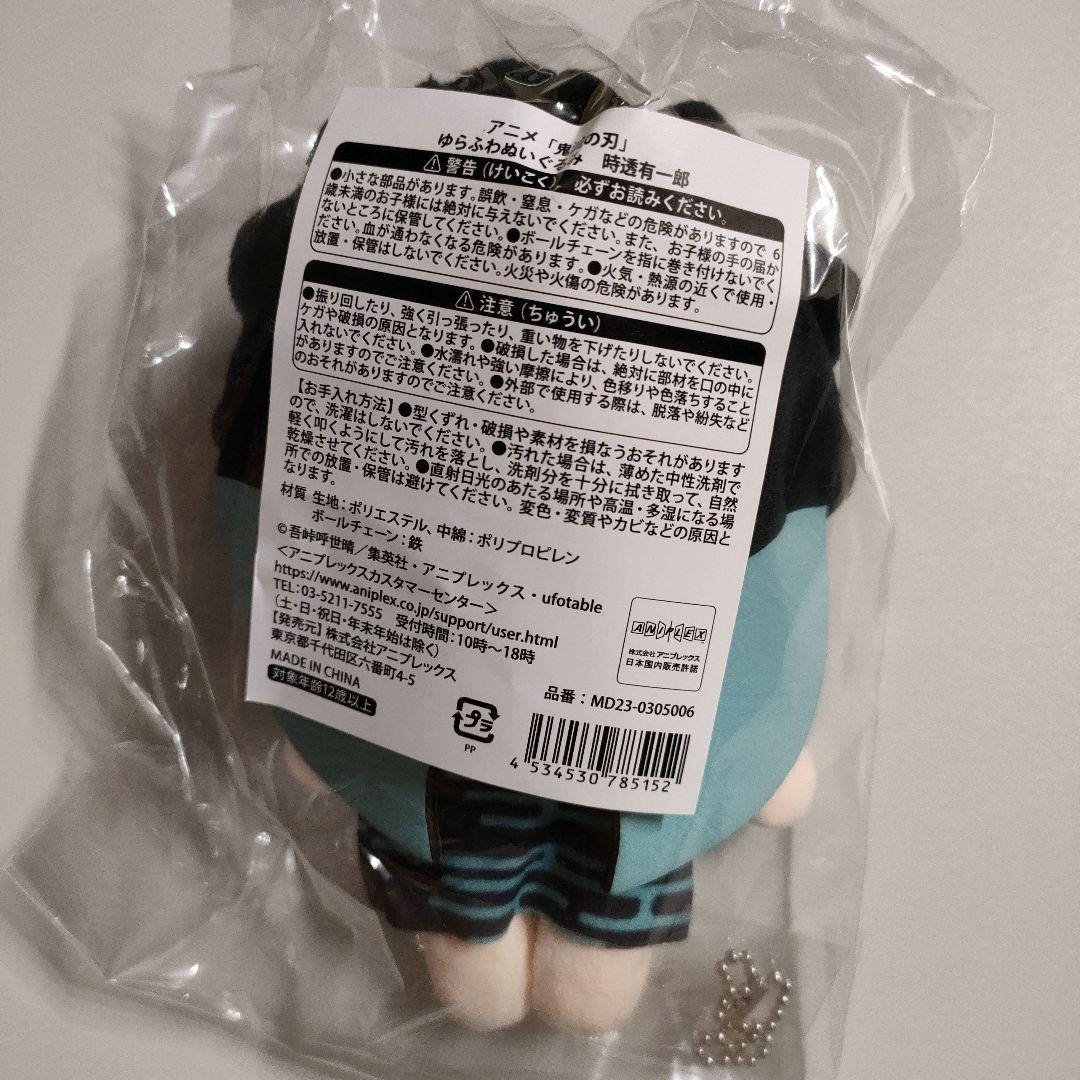 アニメ「鬼 の刃」
ゆらふわぬいぐるみ 時透有一郎
⚠警告(けいこく) 必ずお読みください。
●小さな部品があります。誤飲・窒息・ケガなどの危険がありますので6
歳未満のお子様には絶対に与えないでください。また、お子様の手の届か
ないところに保管してください。●ボールチェーンを指に巻き付けないでく
ださい。血が通わなくなる危険があります。●火気・熱源の近くで使用・
放置・保管はしないでください。火災や火傷の危険があります。
⚠注意(ちゅうい)
●振り回したり、強く引っ張ったり、重い物を下げたりしないでください。
ケガや破損の原因となります。●破損した場合は、絶対に部材を口の中に
入れないでください。●水濡れや強い摩擦により、色移りや色落ちすること
がありますのでご注意ください。●外部で使用する際は、脱落や紛失など
のおそれがありますのでご注意ください。
【お手入れ方法】●型くずれ・破損や素材を損なうおそれがあります
ので、洗濯はしないでください。●汚れた場合は、薄めた中性洗剤で
軽く叩くようにして汚れを落とし、洗剤分を十分に拭き取って、自然
乾燥させてください。●直射日光のあたる場所や高温・多湿になる場
所での放置・保管は避けてください。変色・変質やカビなどの原因と
なります。
材質 生地:ポリエステル、中綿:ポリプロピレン
ボールチェーン:鉄
©吾峠呼世晴/集英社・アニプレックス・ufotable
<アニプレックスカスタマーセンター>
https://www.aniplex.co.jp/support/user.html
TEL:03-5211-7555 受付時間:10時~18時
(土・日・祝日・年末年始は除く)
【発売元】株式会社アニプレックス
東京都千代田区六番町4-5
MADE IN CHINA
対象年齢12歳以上
ANIPLEX
株式会社アニプレックス
日本国内販売許諾
品番:MD23-0305006
プラ
PP
4 534530 785152